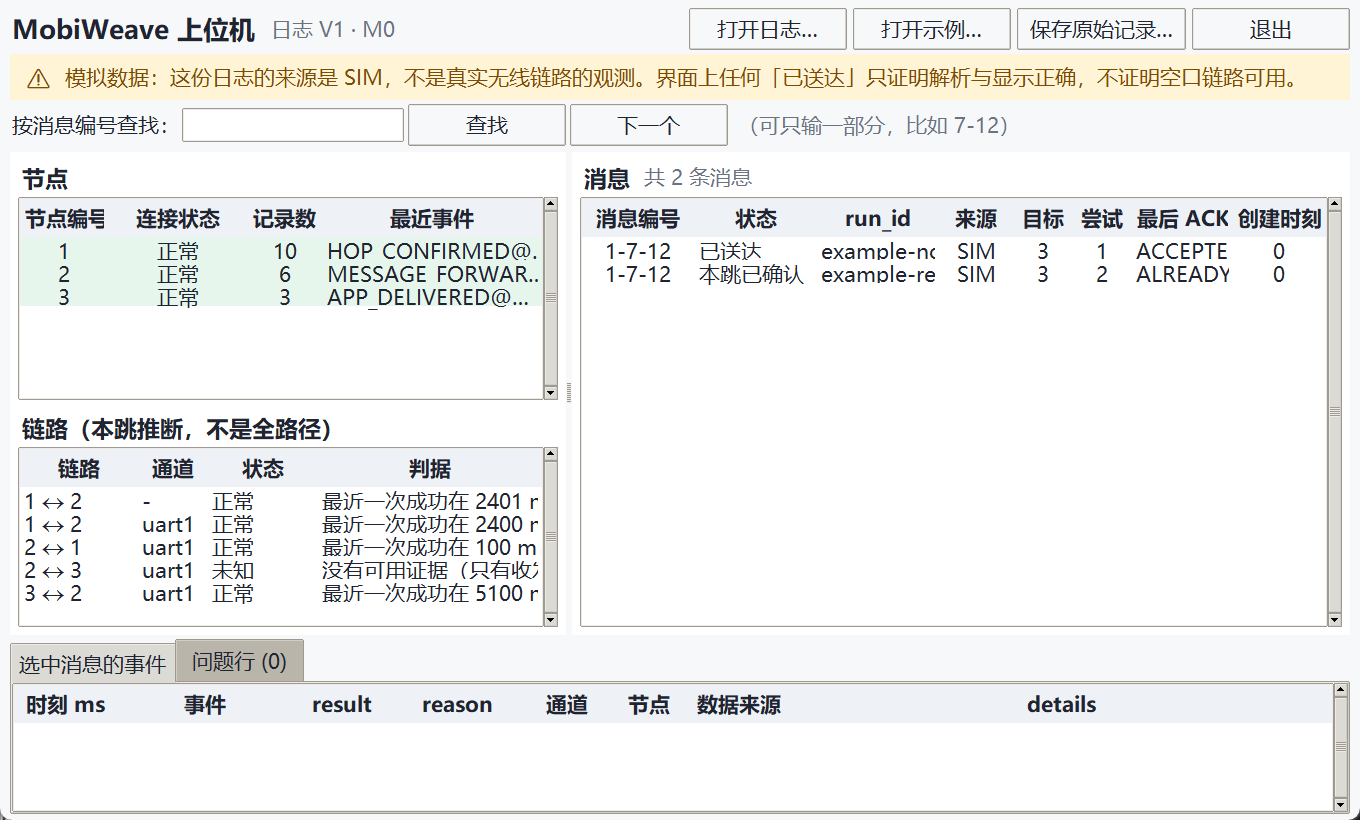 MobiWeave 上位机 日志 V1 · M0 打开日志... 打开示例... 保存原始记录... 退出
⚠ 模拟数据：这份日志的来源是 SIM，不是真实无线链路的观测。界面上任何「已送达」只证明解析与显示正确，不证明空口链路可用。
按消息编号查找： 查找 下一个 （可只输一部分，比如 7-12）
节点
节点编号 连接状态 记录数 最近事件
1 正常 10 HOP_CONFIRMED@.
2 正常 6 MESSAGE_FORWAR...
3 正常 3 APP_DELIVERED@...
链路（本跳推断，不是全路径）
链路 通道 状态 判据
1 ↔ 2 - 正常 最近一次成功在 2401
1 ↔ 2 uart1 正常 最近一次成功在 2400
2 ↔ 1 uart1 正常 最近一次成功在 100 m
2 ↔ 3 uart1 未知 没有可用证据（只有收
3 ↔ 2 uart1 正常 最近一次成功在 5100
消息 共 2 条消息
消息编号 状态 run_id 来源 目标 尝试 最后 ACK 创建时刻
1-7-12 已送达 example-no SIM 3 1 ACCEPTE 0
1-7-12 本跳已确认 example-re SIM 3 2 ALREADY 0
选中消息的事件 问题行 (0)
时刻 ms 事件 result reason 通道 节点 数据来源 details